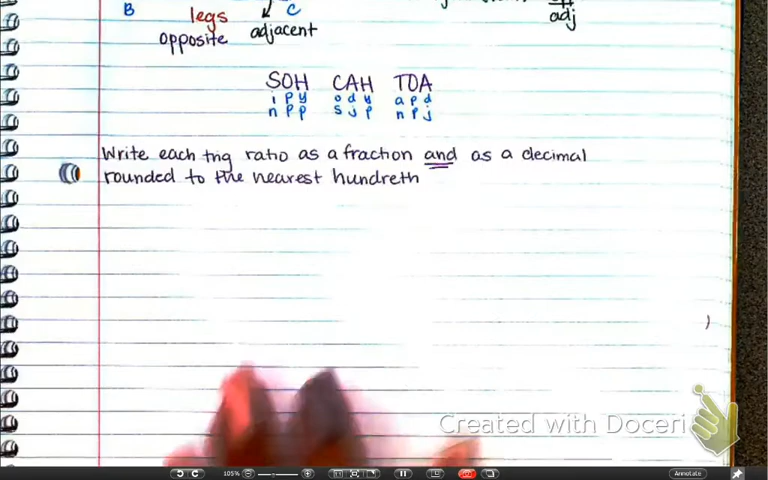 B
legs
C
opposite
adjacent
adj
SOH CAH TOA
i p y o d y a p d
n p p s j p n p j
Write each trig ratio as a fraction and as a decimal
rounded to the nearest hundreth
Created with Doceri
105%
Annotate